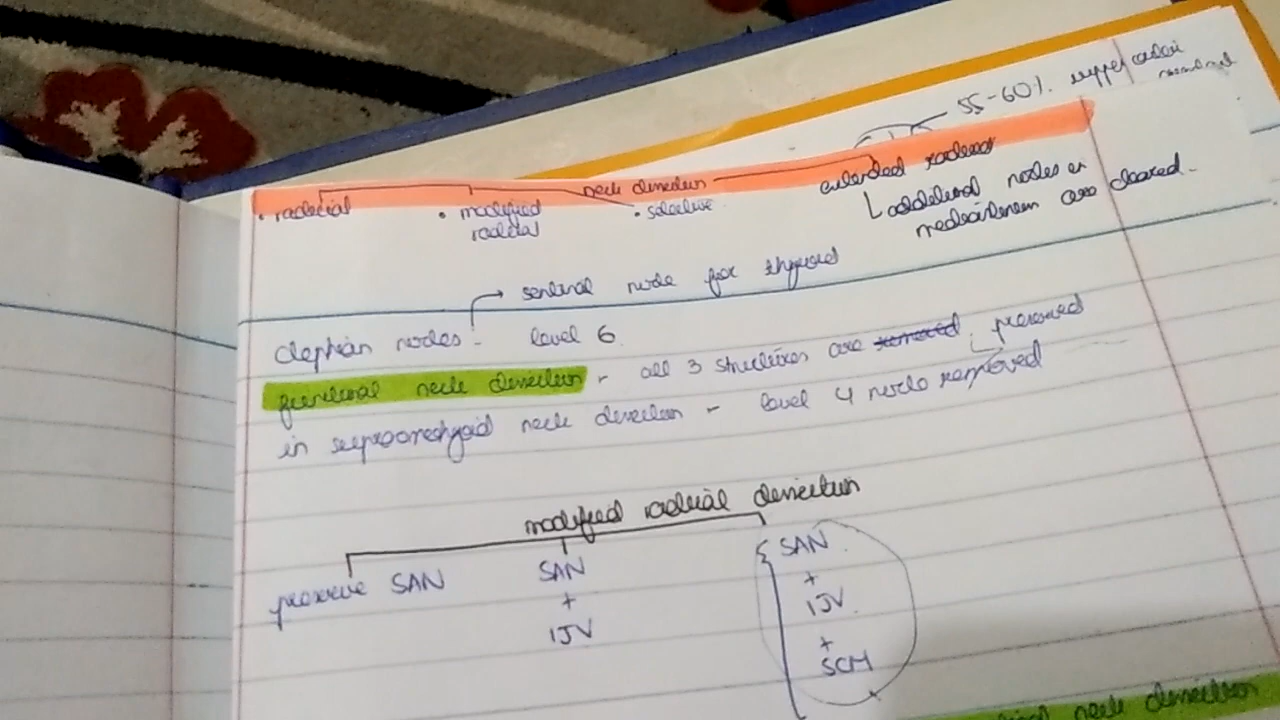 55-60%. upper
neck dissection
• radical • modified radical • selective extended radical
additional nodes in
mediastinum are cleared.
sentinal node for thyroid
Delphian nodes - level 6
functional neck dissection - all 3 structures are removed preserved
in supraomohyoid neck dissection - level 4 node removed
modified radical dissection
preserve SAN SAN SAN
+ +
IJV IJV
+
SCM
neck dissection